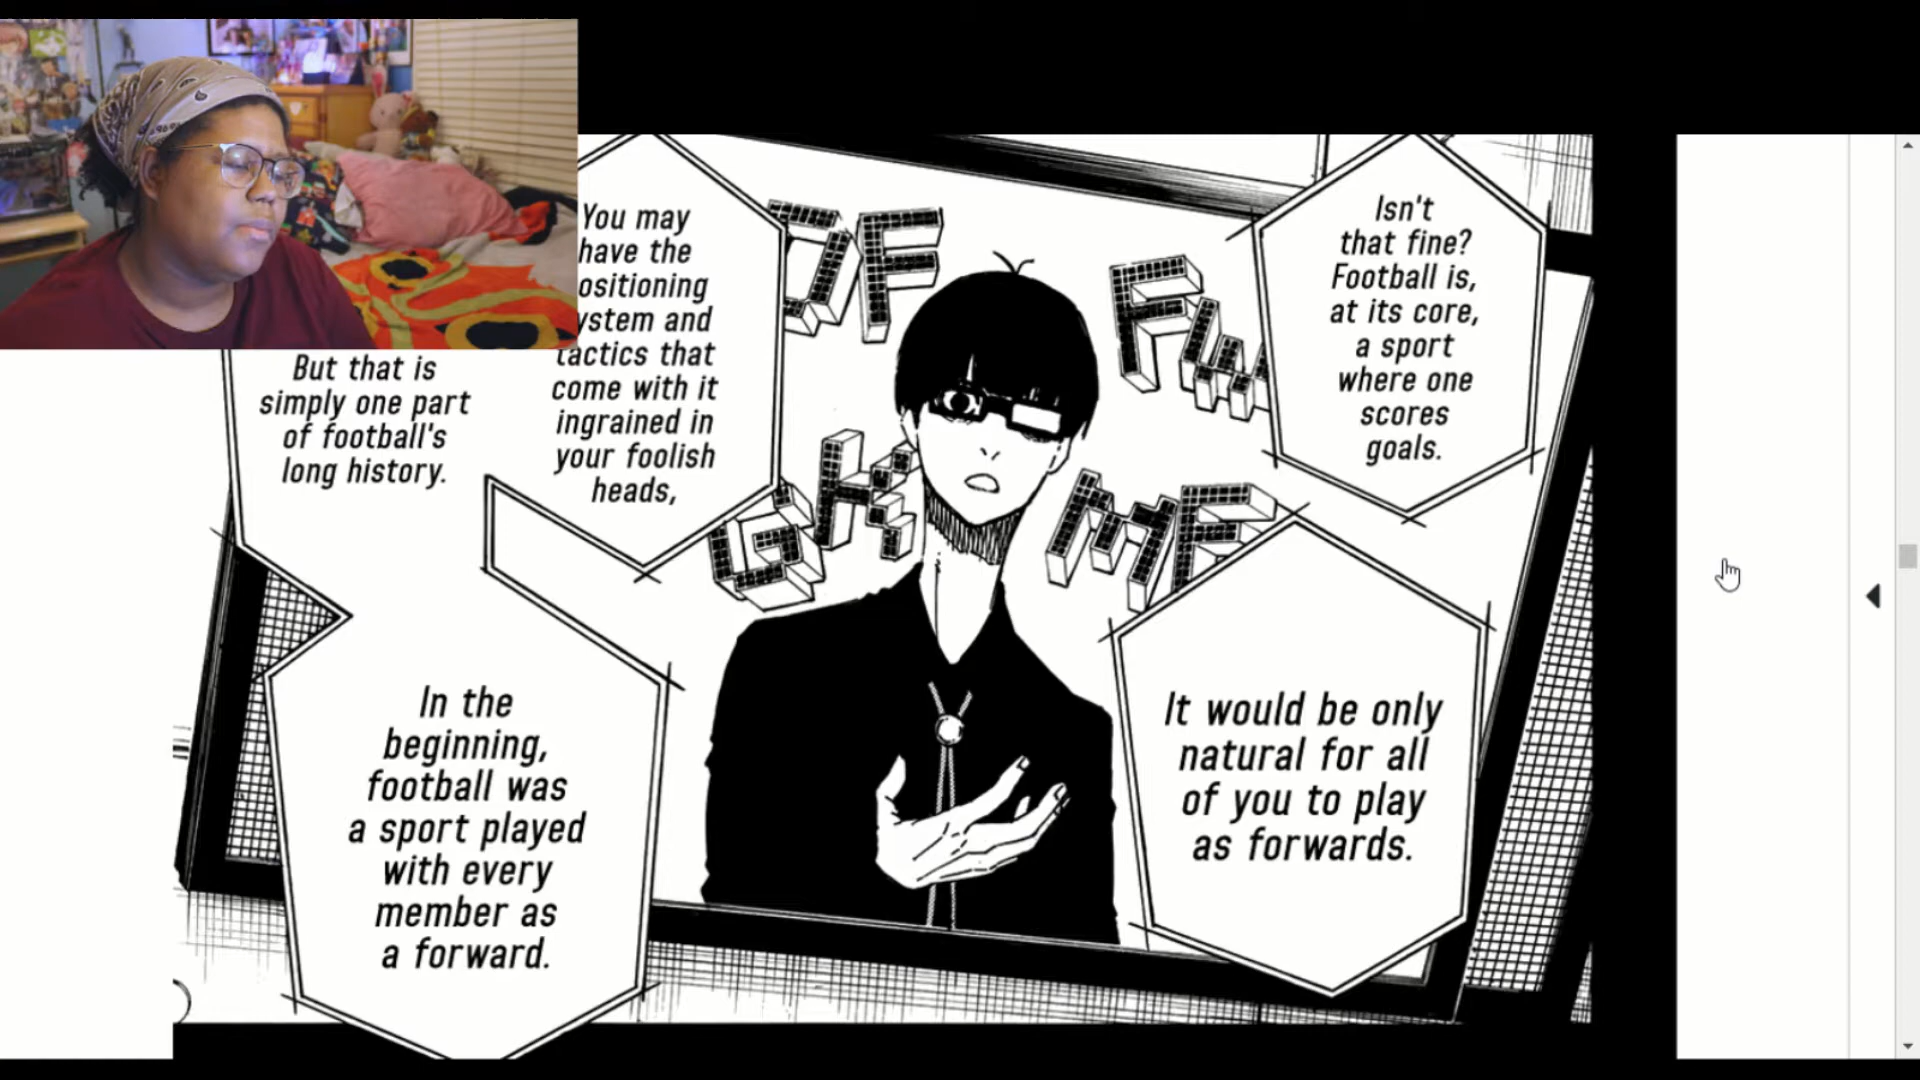 Isn't
that fine?
Football is,
at its core,
a sport
where one
scores
goals.
It would be only
natural for all
of you to play
as forwards.
DF
FW
GK
MF
You may
have the
ositioning
ystem and
tactics that
come with it
ingrained in
your foolish
heads,
But that is
simply one part
of football's
long history.
In the
beginning,
football was
a sport played
with every
member as
a forward.